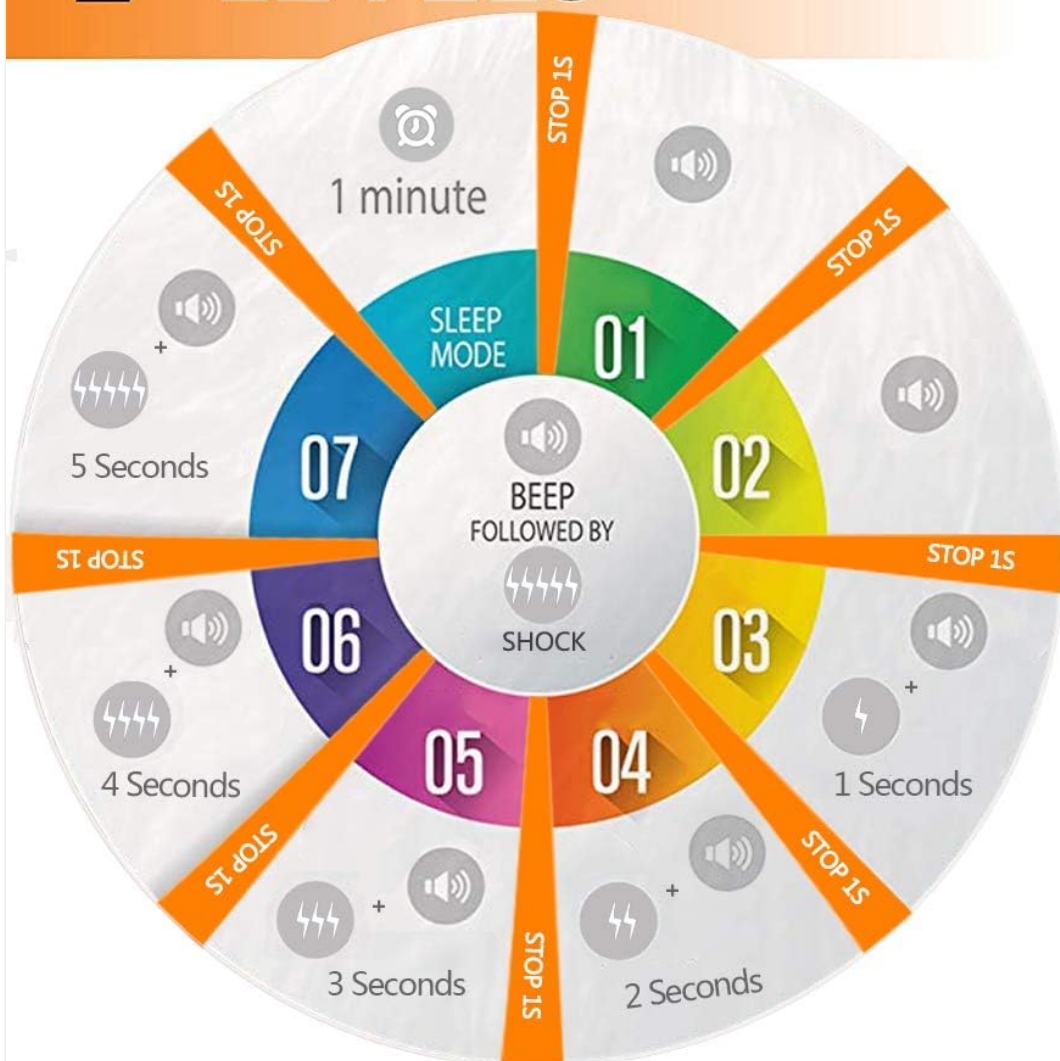 STOP 1S
01
STOP 1S
02
STOP 1S
1 Seconds
03
STOP 1S
2 Seconds
04
STOP 1S
3 Seconds
05
STOP 1S
4 Seconds
06
STOP 1S
5 Seconds
07
STOP 1S
1 minute
SLEEP
MODE
BEEP
FOLLOWED BY
SHOCK